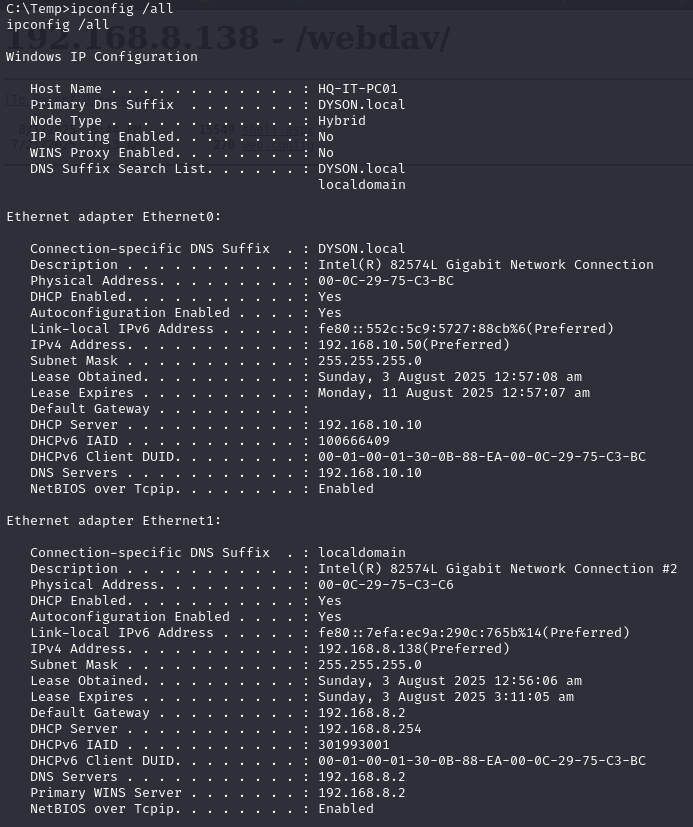 C:\Temp>ipconfig /all
ipconfig /all
192.168.8.138 - /webdav/
Windows IP Configuration
   Host Name . . . . . . . . . . . . : HQ-IT-PC01
   Primary Dns Suffix  . . . . . . . : DYSON.local
   Node Type . . . . . . . . . . . . : Hybrid
   IP Routing Enabled. . . . . . . . : No
   WINS Proxy Enabled. . . . . . . . : No
   DNS Suffix Search List. . . . . . : DYSON.local
                                       localdomain
Ethernet adapter Ethernet0:
   Connection-specific DNS Suffix  . : DYSON.local
   Description . . . . . . . . . . . : Intel(R) 82574L Gigabit Network Connection
   Physical Address. . . . . . . . . : 00-0C-29-75-C3-BC
   DHCP Enabled. . . . . . . . . . . : Yes
   Autoconfiguration Enabled . . . . : Yes
   Link-local IPv6 Address . . . . . : fe80::552c:5c9:5727:88cb%6(Preferred)
   IPv4 Address. . . . . . . . . . . : 192.168.10.50(Preferred)
   Subnet Mask . . . . . . . . . . . : 255.255.255.0
   Lease Obtained. . . . . . . . . . : Sunday, 3 August 2025 12:57:08 am
   Lease Expires . . . . . . . . . . : Monday, 11 August 2025 12:57:07 am
   Default Gateway . . . . . . . . . :
   DHCP Server . . . . . . . . . . . : 192.168.10.10
   DHCPv6 IAID . . . . . . . . . . . : 100666409
   DHCPv6 Client DUID. . . . . . . . : 00-01-00-01-30-0B-88-EA-00-0C-29-75-C3-BC
   DNS Servers . . . . . . . . . . . : 192.168.10.10
   NetBIOS over Tcpip. . . . . . . . : Enabled
Ethernet adapter Ethernet1:
   Connection-specific DNS Suffix  . : localdomain
   Description . . . . . . . . . . . : Intel(R) 82574L Gigabit Network Connection #2
   Physical Address. . . . . . . . . : 00-0C-29-75-C3-C6
   DHCP Enabled. . . . . . . . . . . : Yes
   Autoconfiguration Enabled . . . . : Yes
   Link-local IPv6 Address . . . . . : fe80::7efa:ec9a:290c:765b%14(Preferred)
   IPv4 Address. . . . . . . . . . . : 192.168.8.138(Preferred)
   Subnet Mask . . . . . . . . . . . : 255.255.255.0
   Lease Obtained. . . . . . . . . . : Sunday, 3 August 2025 12:56:06 am
   Lease Expires . . . . . . . . . . : Sunday, 3 August 2025 3:11:05 am
   Default Gateway . . . . . . . . . : 192.168.8.2
   DHCP Server . . . . . . . . . . . : 192.168.8.254
   DHCPv6 IAID . . . . . . . . . . . : 301993001
   DHCPv6 Client DUID. . . . . . . . : 00-01-00-01-30-0B-88-EA-00-0C-29-75-C3-BC
   DNS Servers . . . . . . . . . . . : 192.168.8.2
   Primary WINS Server . . . . . . . : 192.168.8.2
   NetBIOS over Tcpip. . . . . . . . : Enabled